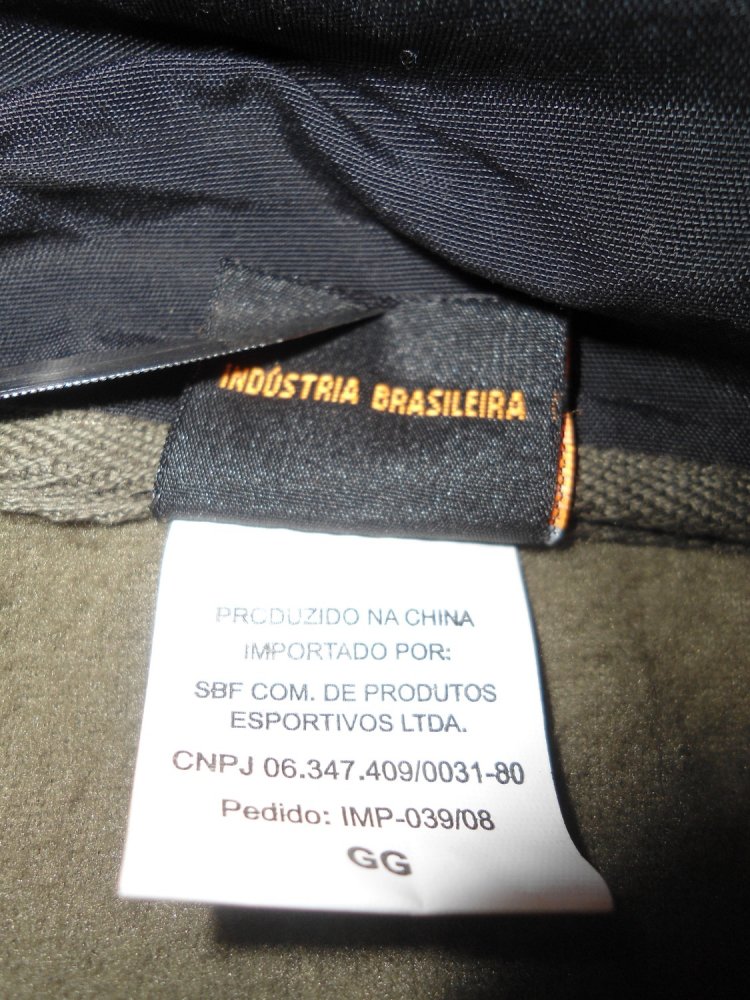 INDÚSTRIA BRASILEIRA
PRODUZIDO NA CHINA
IMPORTADO POR:
SBF COM. DE PRODUTOS
ESPORTIVOS LTDA.
CNPJ 06.347.409/0031-80
Pedido: IMP-039/08
GG